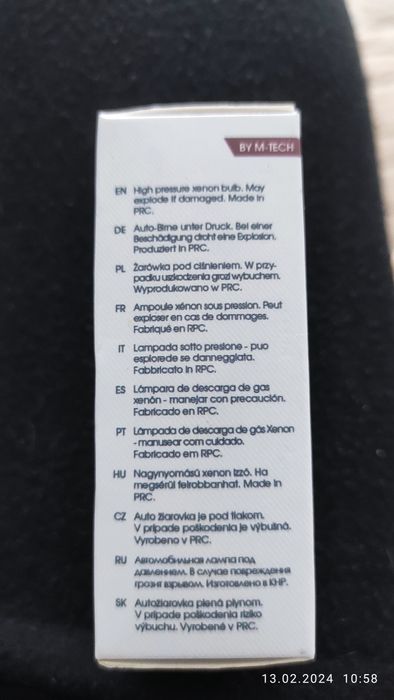 BY M-TECH
EN High pressure xenon bulb. May
explode if damaged. Made in
PRC.
DE Auto-Birne unter Druck. Bei einer
Beschädigung droht eine Explosion.
Produziert in PRC.
PL Żarówka pod ciśnieniem. W przy-
padku uszkodzenia grozi wybuchem.
Wyprodukowano w PRC.
FR Ampoule xénon sous pression. Peut
exploser en cas de dommages.
Fabriqué en RPC.
IT Lampada sotto presione - puo
esplorede se danneggiata.
Fabbricato in RPC.
ES Lámpara de descarga de gas
xenón - manejar con precaución.
Fabricado en RPC.
PT Lâmpada de descarga de gás Xenon
- manusear com cuidado.
Fabricado em RPC.
HU Nagynyomású xenon izzó. Ha
megsérül felrobbanhat. Made in
PRC.
CZ Auto žiarovka je pod tlakom.
V prípade poškodenia je výbušná.
Vyrobeno v PRC.
RU Автомобильная лампа под
давлением. В случае повреждения
грозит взрывом. Изготовлено в КНР.
SK Autožiarovka plená plynom.
V prípade poškodenia riziko
výbuchu. Vyrobené v PRC.
13.02.2024 10:58